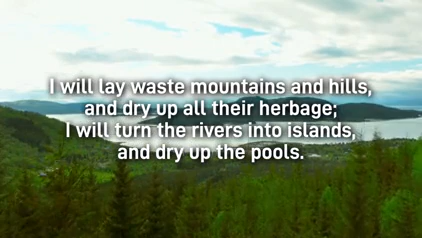 I will lay waste mountains and hills,
and dry up all their herbage;
I will turn the rivers into islands,
and dry up the pools.